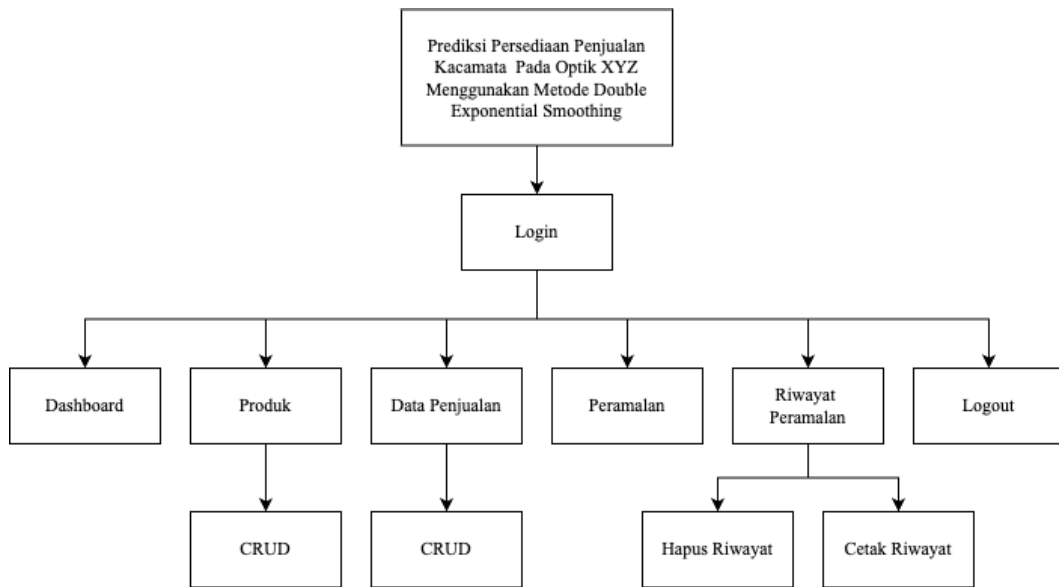 Prediksi Persediaan Penjualan
Kacamata Pada Optik XYZ
Menggunakan Metode Double
Exponential Smoothing
Login
Dashboard
Produk
Data Penjualan
Peramalan
Riwayat
Peramalan
Logout
CRUD
CRUD
Hapus Riwayat
Cetak Riwayat